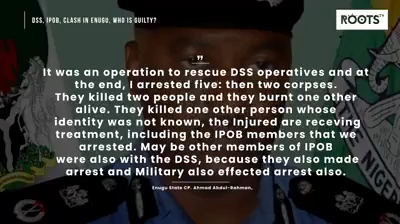 DSS, IPOB, CLASH IN ENUGU, WHO IS GUILTY?
ROOTS TV
"
It was an operation to rescue DSS operatives and at
the end, I arrested five: then two corpses.
They killed two people and they burnt one other
alive. They killed one other person whose
identity was not known, the Injured are receving
treatment, including the IPOB members that we
arrested. May be other members of IPOB
were also with the DSS, because they also made
arrest and Military also effected arrest also.
Enugu State CP. Ahmad Abdul-Rahman,